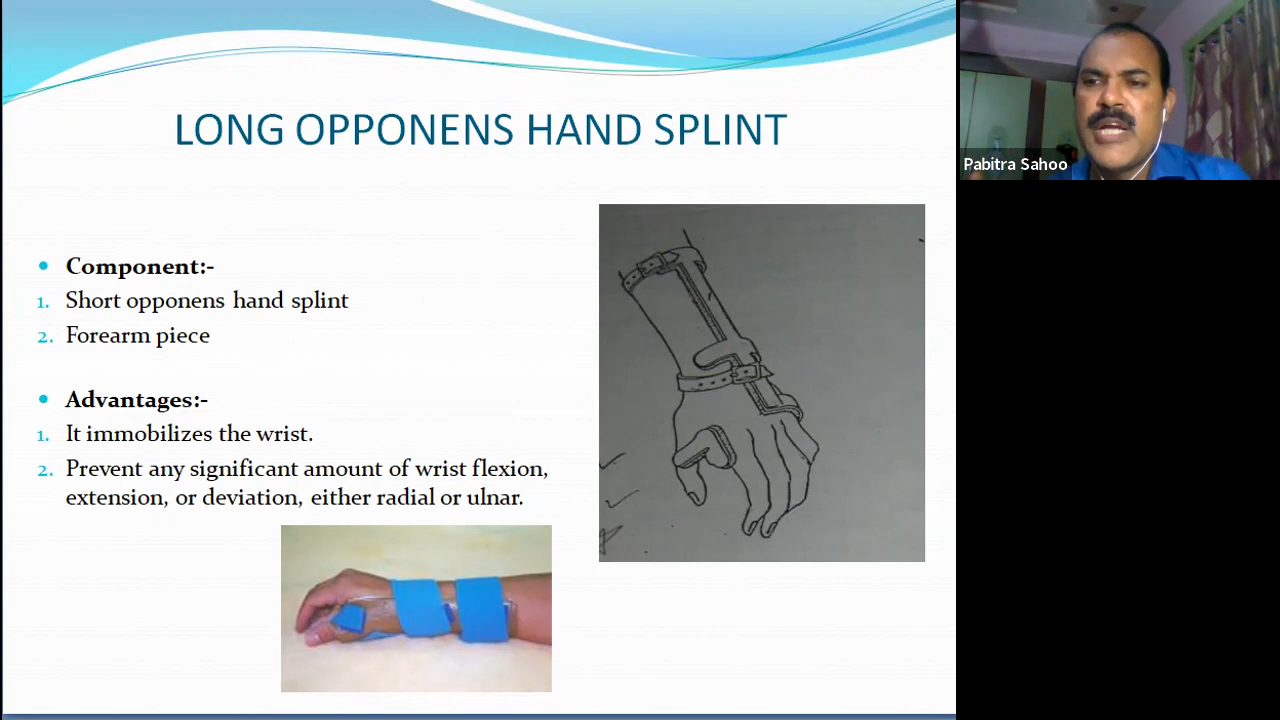 LONG OPPONENS HAND SPLINT
• Component:-
1. Short opponens hand splint
2. Forearm piece
• Advantages:-
1. It immobilizes the wrist.
2. Prevent any significant amount of wrist flexion,
extension, or deviation, either radial or ulnar.
Pabitra Sahoo